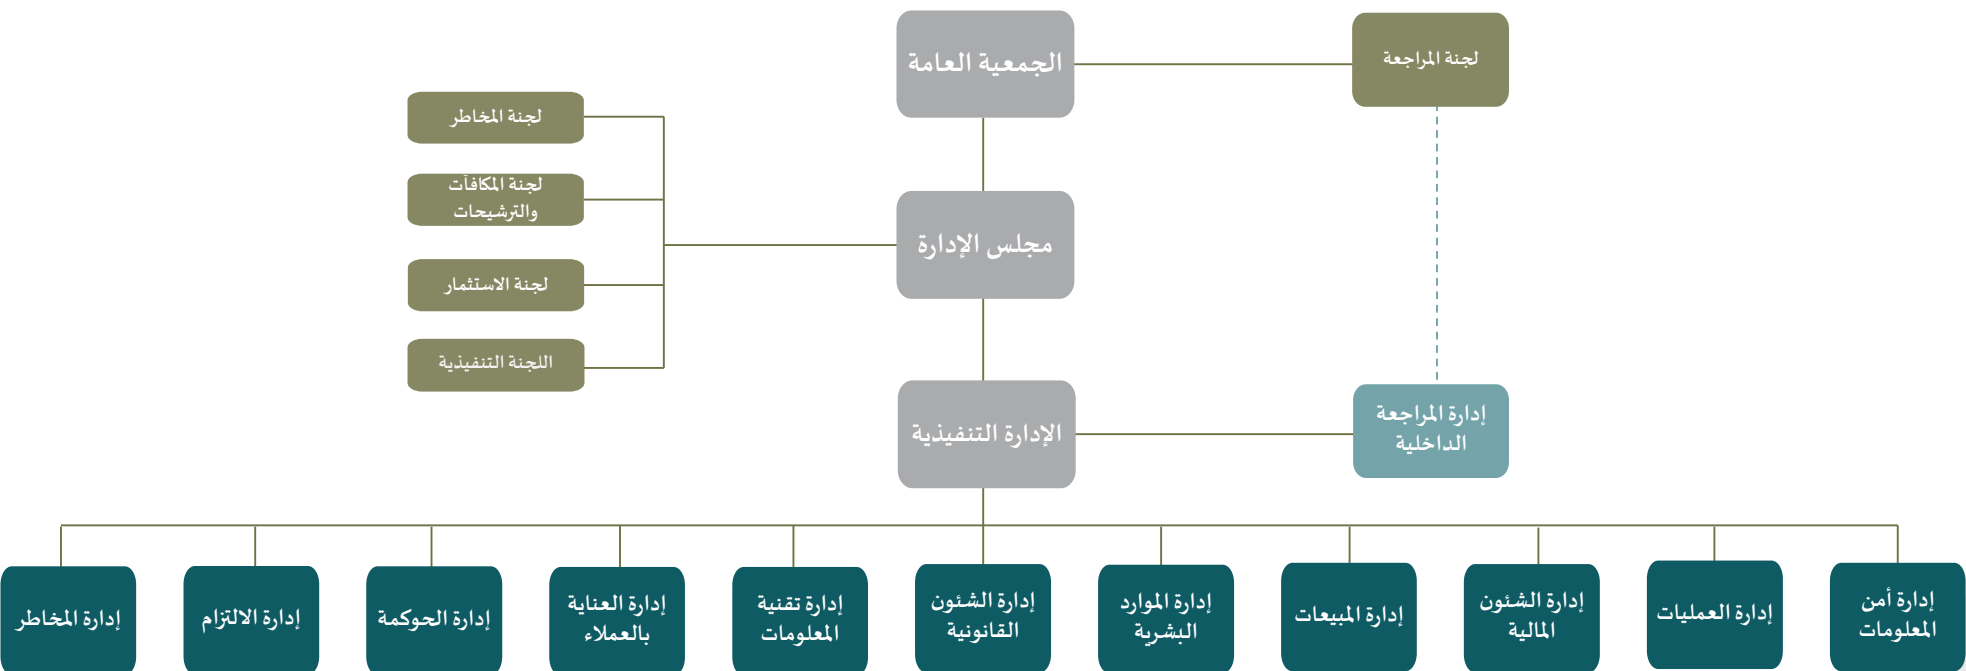 الجمعية العامة
لجنة المراجعة
لجنة المخاطر
لجنة المكافآت
والترشيحات
مجلس الإدارة
لجنة الاستثمار
اللجنة التنفيذية
إدارة المراجعة
الداخلية
الإدارة التنفيذية
إدارة أمن
المعلومات
إدارة العمليات
إدارة الشئون
المالية
إدارة المبيعات
إدارة الموارد
البشرية
إدارة الشئون
القانونية
إدارة تقنية
المعلومات
إدارة العناية
بالعملاء
إدارة الحوكمة
إدارة الالتزام
إدارة المخاطر